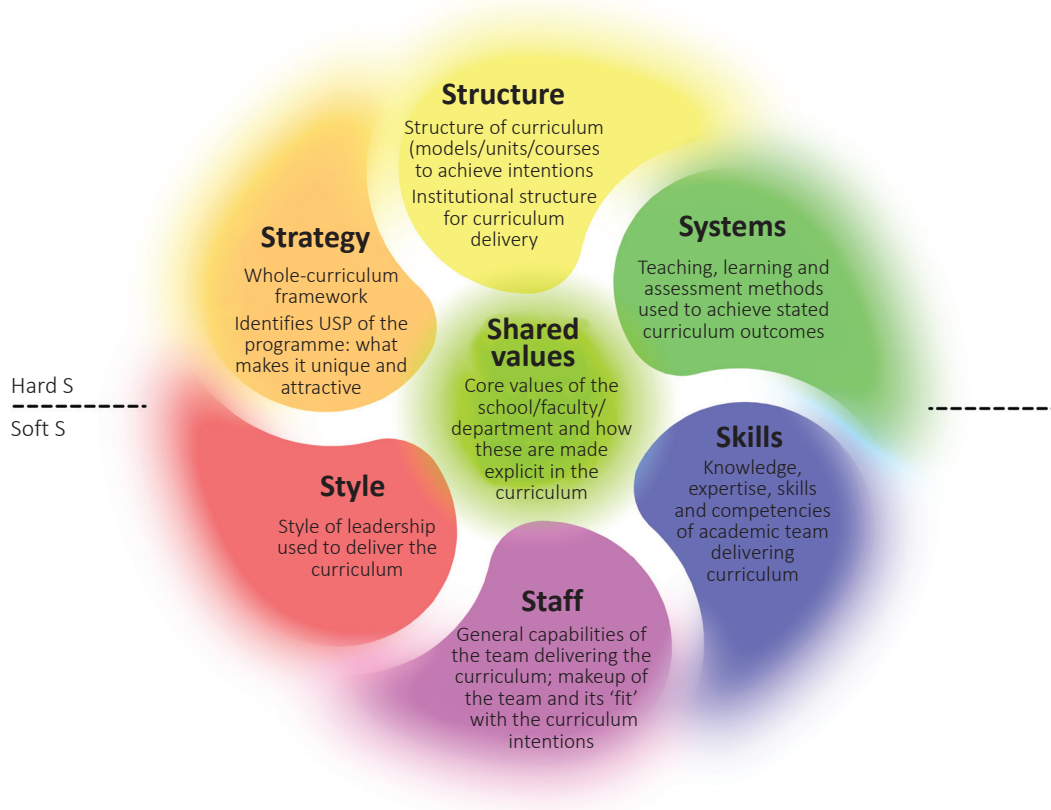 Structure
Structure of curriculum
(models/units/courses
to achieve intentions
Institutional structure
for curriculum
delivery
Strategy
Whole-curriculum
framework
Identifies USP of the
programme: what
makes it unique and
attractive
Systems
Teaching, learning and
assessment methods
used to achieve stated
curriculum outcomes
Shared
values
Core values of the
school/faculty/
department and how
these are made
explicit in the
curriculum
Hard S
Soft S
Style
Style of leadership
used to deliver the
curriculum
Skills
Knowledge,
expertise, skills
and competencies
of academic team
delivering
curriculum
Staff
General capabilities of
the team delivering the
curriculum; makeup of
the team and its ‘fit’
with the curriculum
intentions